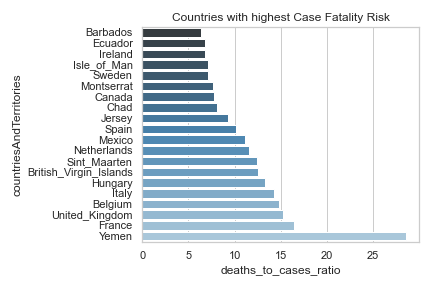 Countries with highest Case Fatality Risk
countriesAndTerritories
Barbados
Ecuador
Ireland
Isle_of_Man
Sweden
Montserrat
Canada
Chad
Jersey
Spain
Mexico
Netherlands
Sint_Maarten
British_Virgin_Islands
Hungary
Italy
Belgium
United_Kingdom
France
Yemen
0 5 10 15 20 25
deaths_to_cases_ratio